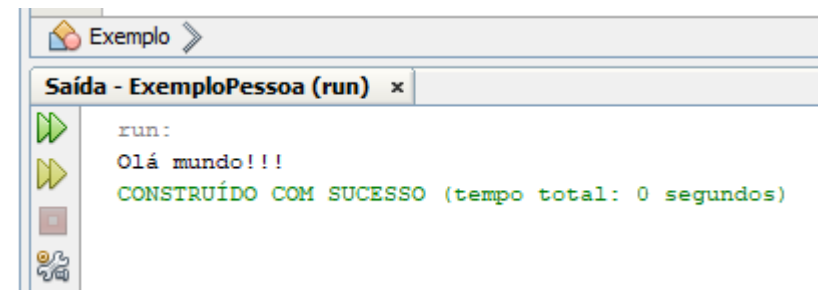 Exemplo
Saída - ExemploPessoa (run) ×
run:
Olá mundo!!!
CONSTRUÍDO COM SUCESSO (tempo total: 0 segundos)